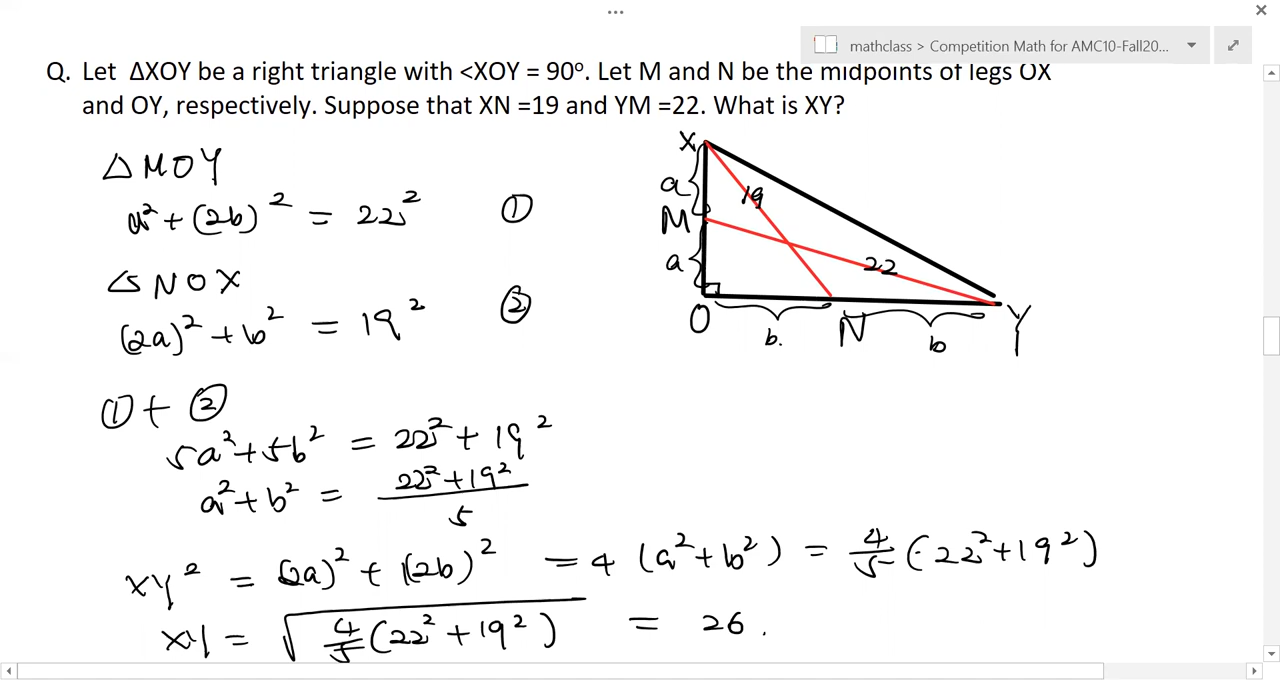 ...
mathclass > Competition Math for AMC10-Fall20...
Q. Let ΔXOY be a right triangle with <XOY = 90°. Let M and N be the midpoints of legs OX
and OY, respectively. Suppose that XN =19 and YM =22. What is XY?
△MOY
a² + (2b)² = 22² ①
△NOX
(2a)² + b² = 19² ②
① + ②
5a² + 5b² = 22² + 19²
a² + b² = (22² + 19²)/5
XY² = (2a)² + (2b)² = 4 (a² + b²) = 4/5 (22² + 19²)
XY = √(4/5 (22² + 19²)) = 26.
X
a
19
M
a
22
O
b.
N
b
Y